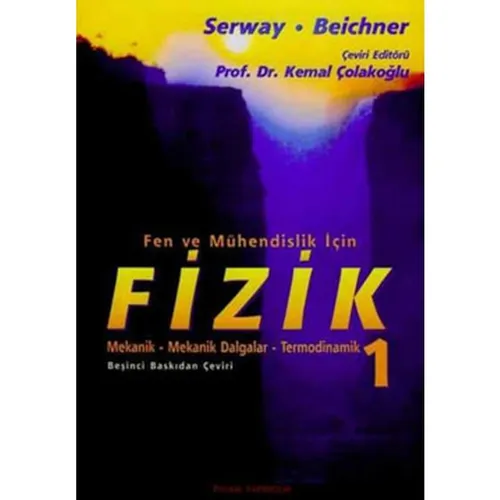 Serway • Beichner
Çeviri Editörü
Prof. Dr. Kemal Çolakoğlu
Fen ve Mühendislik İçin
FİZİK
Mekanik - Mekanik Dalgalar - Termodinamik 1
Beşinci Baskıdan Çeviri